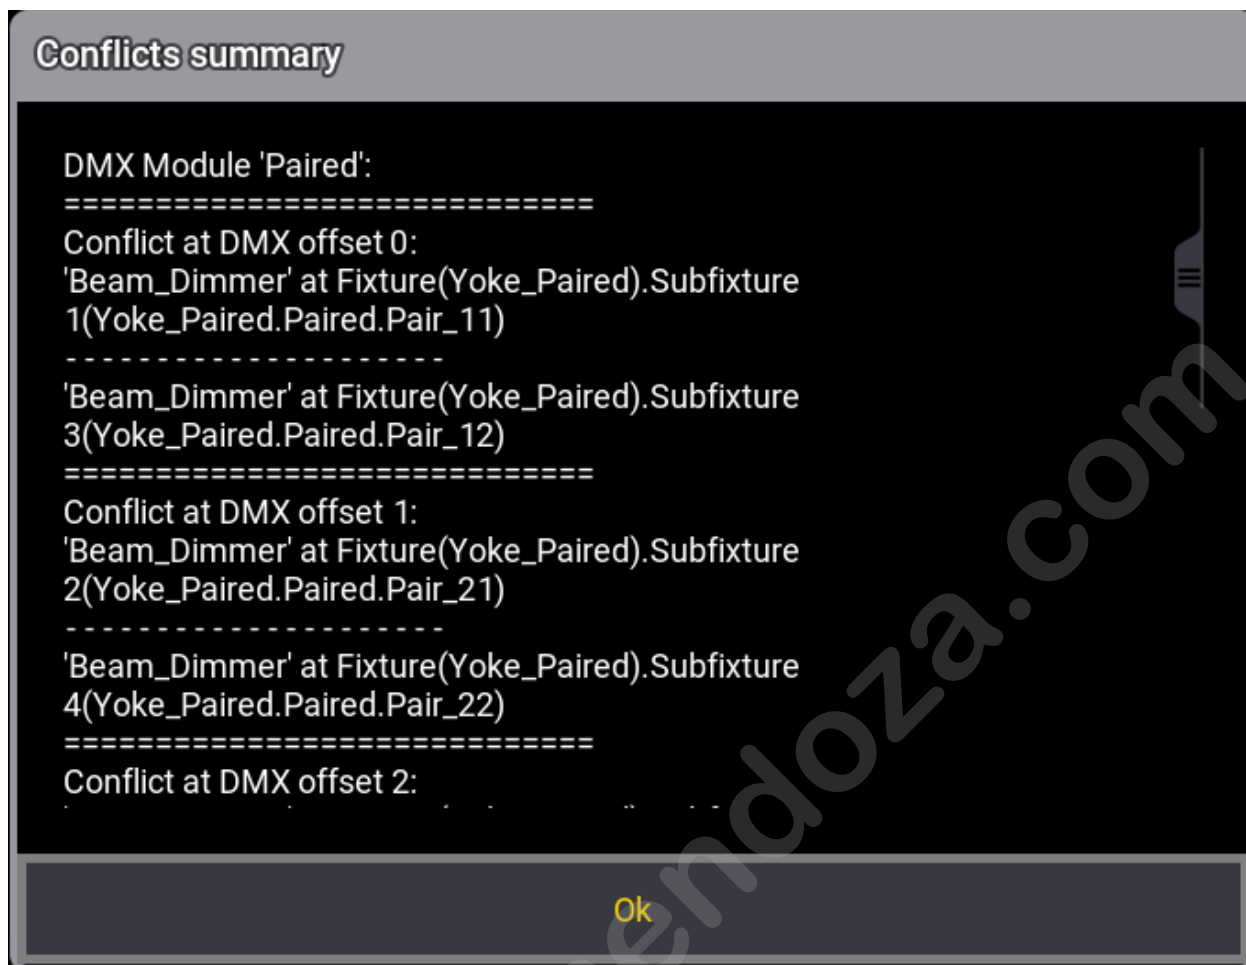 Conflicts summary
DMX Module 'Paired':
=============================
Conflict at DMX offset 0:
'Beam_Dimmer' at Fixture(Yoke_Paired).Subfixture
1(Yoke_Paired.Paired.Pair_11)
- - - - - - - - - - - - - - - - - - - - -
'Beam_Dimmer' at Fixture(Yoke_Paired).Subfixture
3(Yoke_Paired.Paired.Pair_12)
=============================
Conflict at DMX offset 1:
'Beam_Dimmer' at Fixture(Yoke_Paired).Subfixture
2(Yoke_Paired.Paired.Pair_21)
- - - - - - - - - - - - - - - - - - - - -
'Beam_Dimmer' at Fixture(Yoke_Paired).Subfixture
4(Yoke_Paired.Paired.Pair_22)
=============================
Conflict at DMX offset 2:
Ok
endoza.com